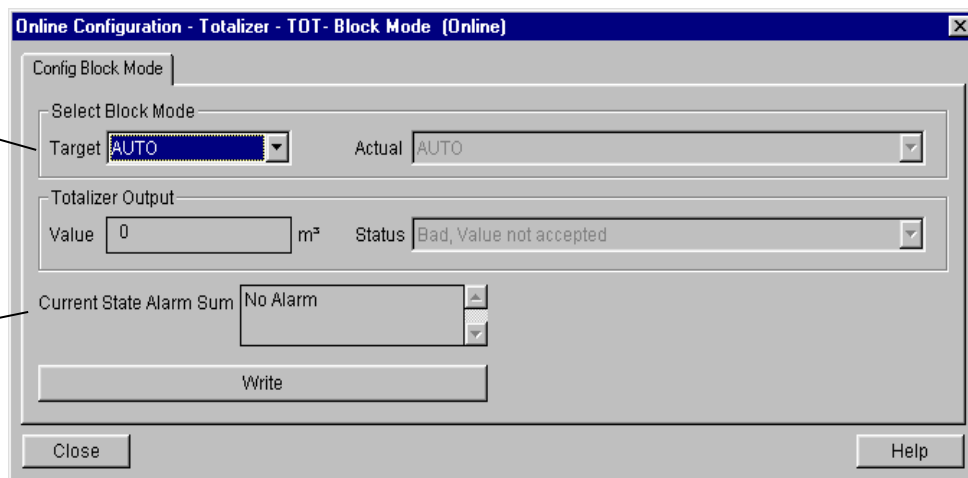 Online Configuration - Totalizer - TOT- Block Mode (Online)
Config Block Mode
Select Block Mode
Target AUTO Actual AUTO
Totalizer Output
Value 0 m³ Status Bad, Value not accepted
Current State Alarm Sum No Alarm
Write
Close Help